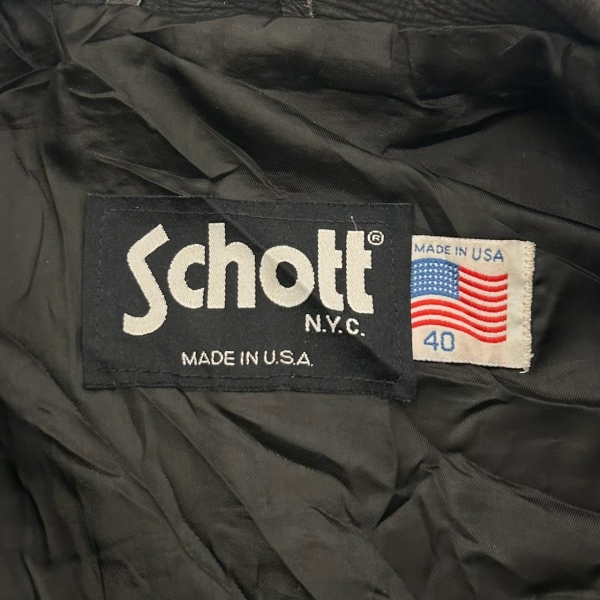 Schott®
N.Y.C.
MADE IN U.S.A.
MADE IN USA
40